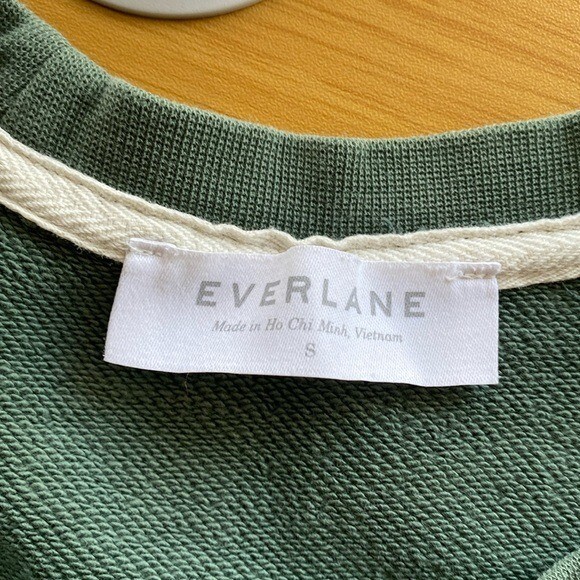 EVERLANE
Made in Ho Chi Minh, Vietnam
S